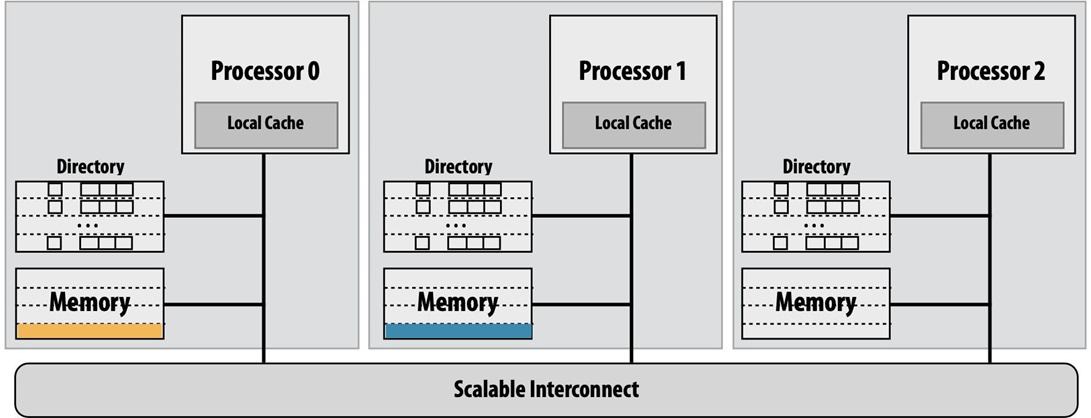 Processor 0
Local Cache
Directory
...
Memory
Processor 1
Local Cache
Directory
...
Memory
Processor 2
Local Cache
Directory
...
Memory
Scalable Interconnect